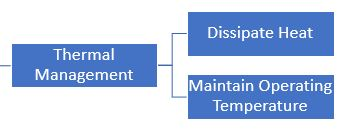 Thermal
Management
Dissipate Heat
Maintain Operating
Temperature